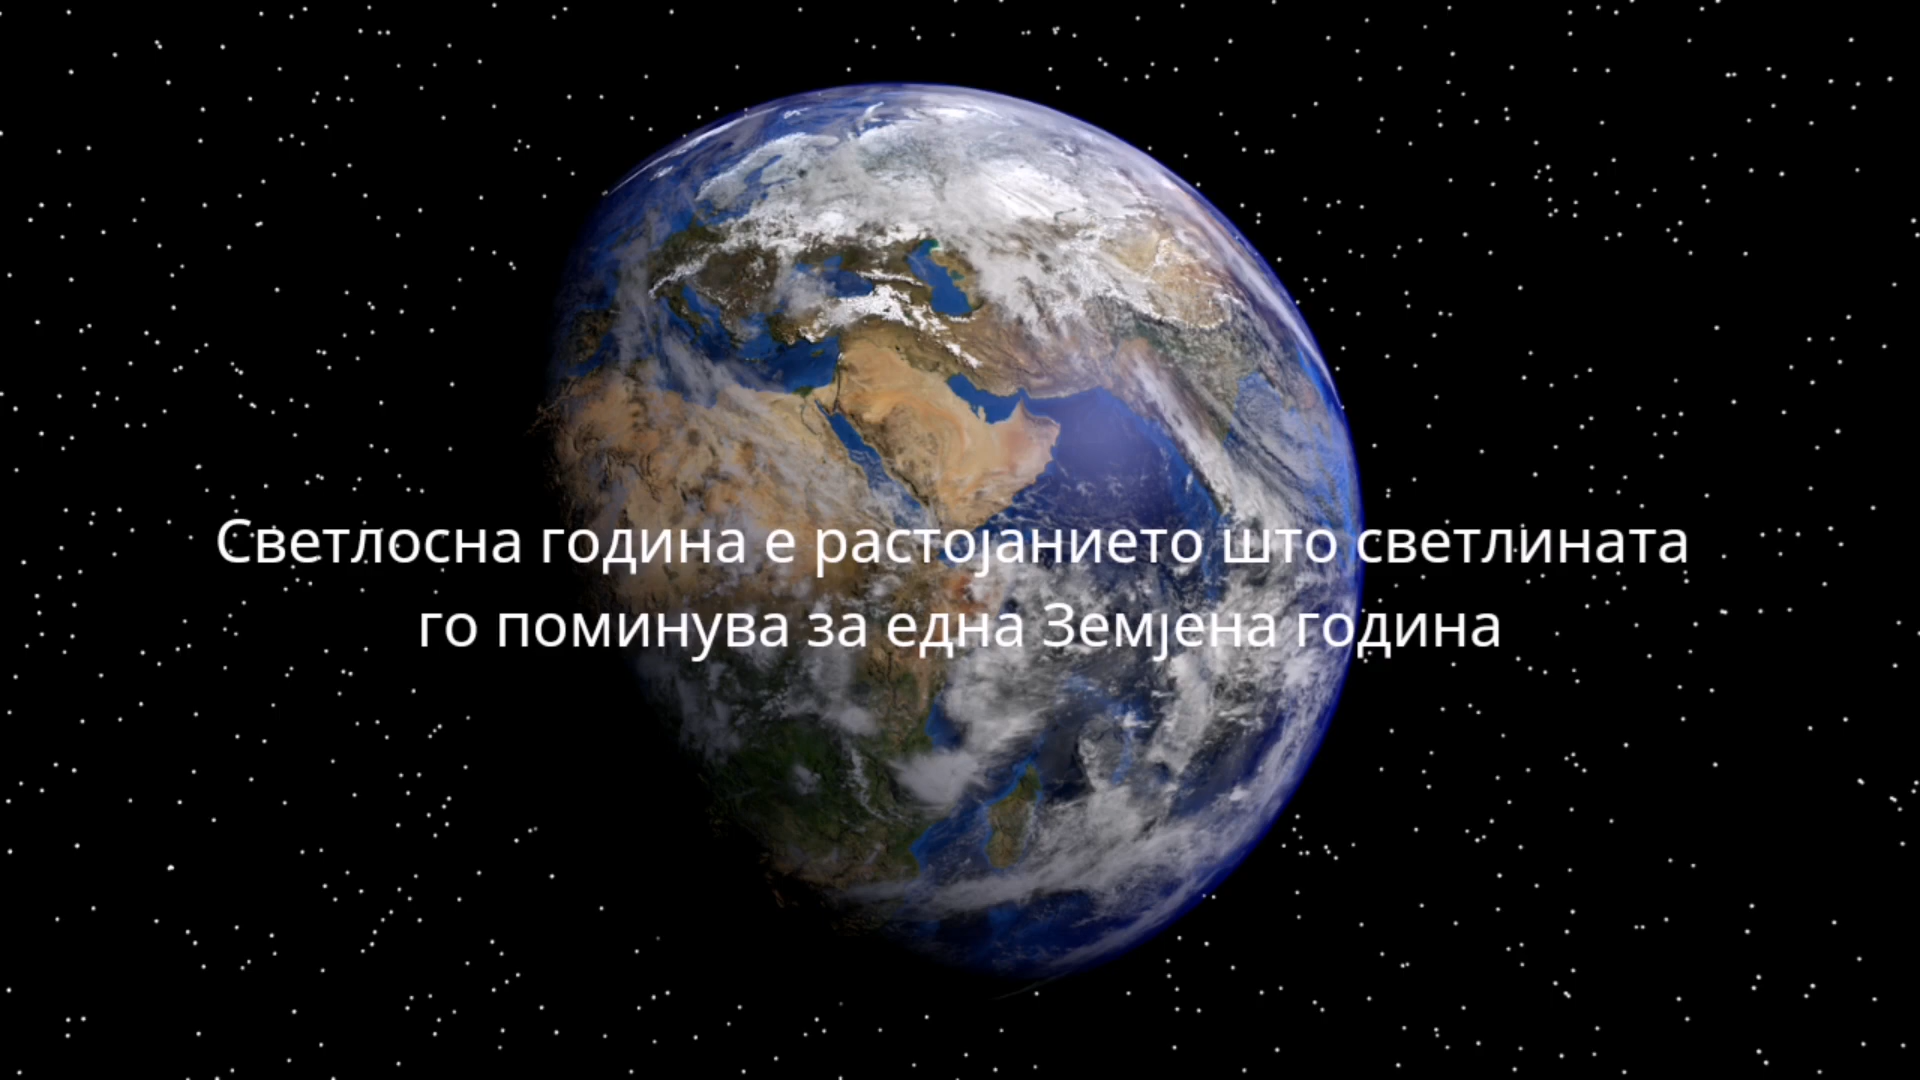 Светлосна година е растојанието што светлината
го поминува за една Земјена година